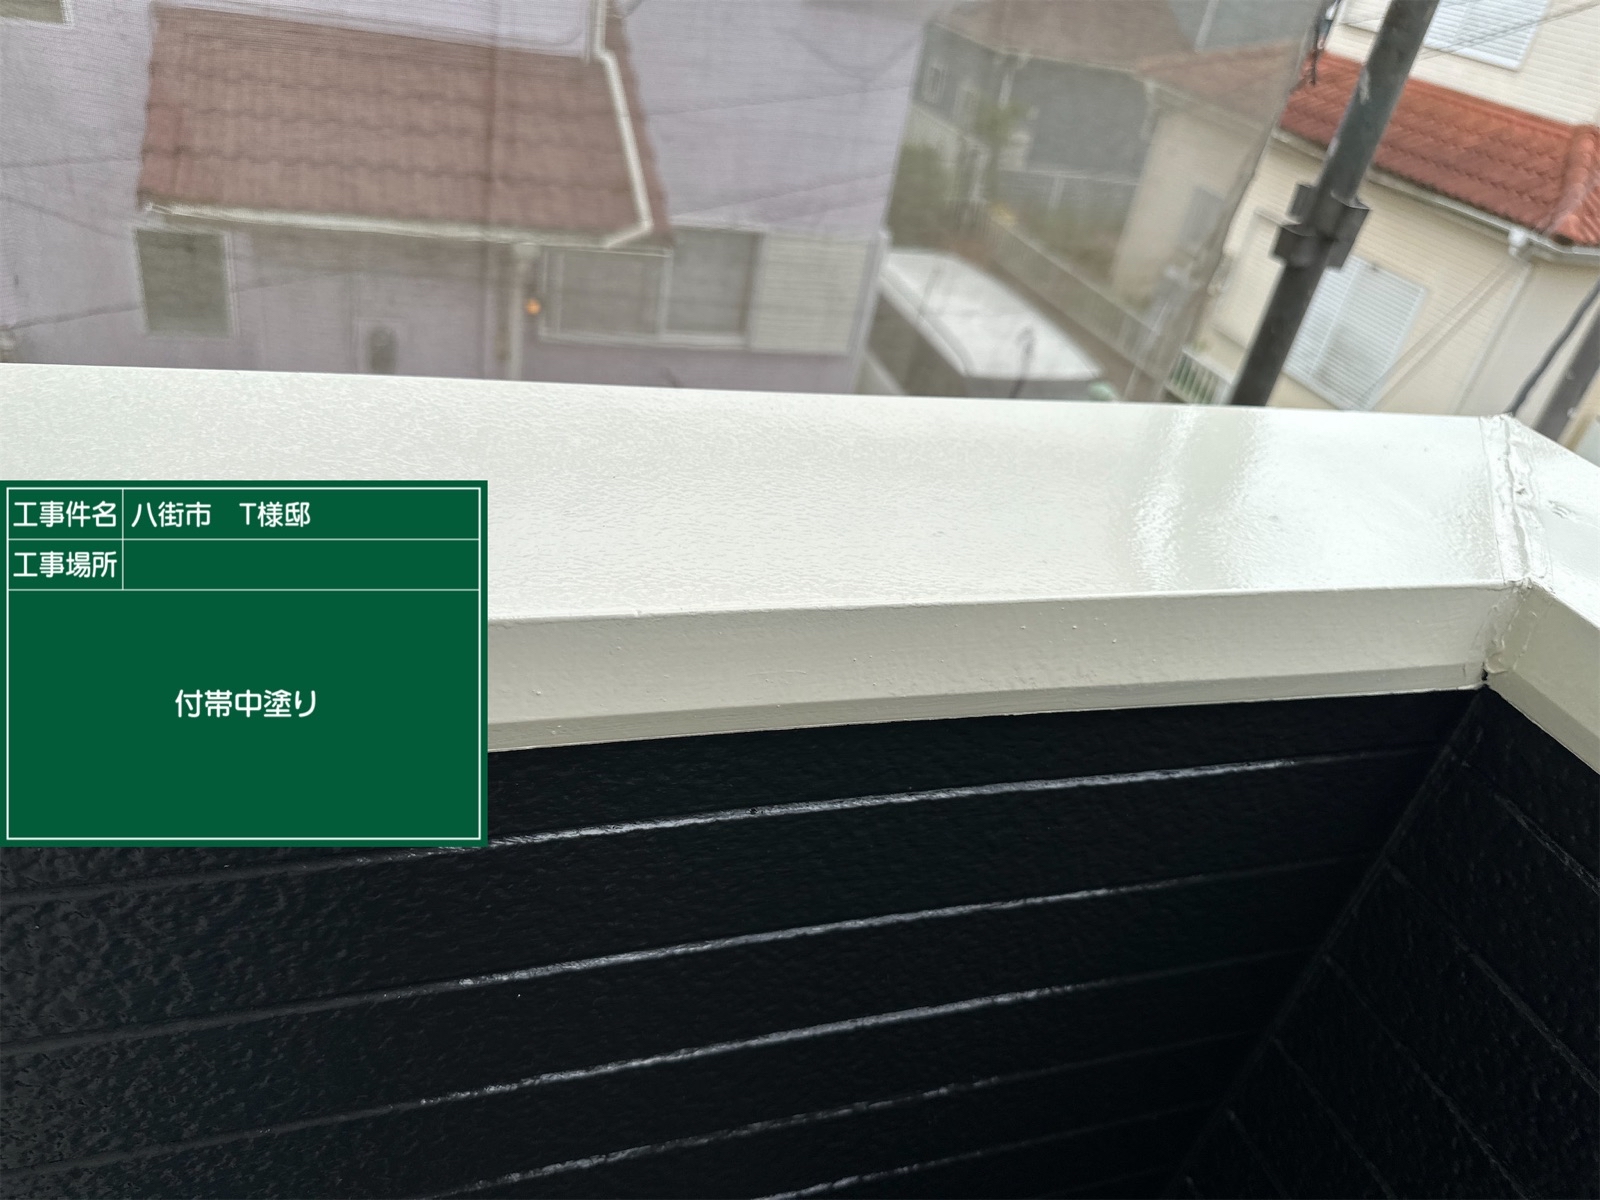 工事件名 八街市 T様邸
工事場所
付帯中塗り